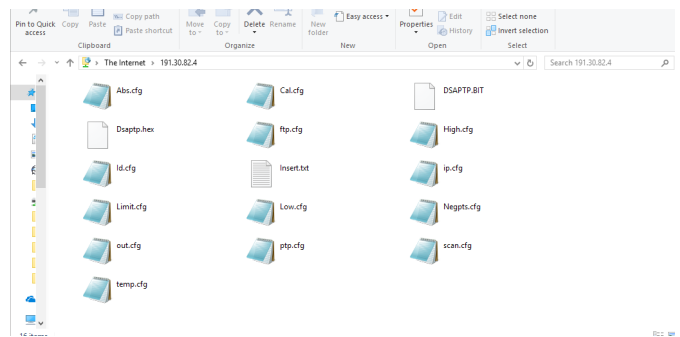 Pin to Quick access
Copy
Paste
Copy path
Paste shortcut
Move to
Copy to
Delete
Rename
New folder
Easy access
Properties
Edit
History
Select none
Invert selection
Clipboard
Organize
New
Open
Select
The Internet > 191.30.82.4
Search 191.30.82.4
Abs.cfg
Cal.cfg
DSAPTP.BIT
Dsaptp.hex
ftp.cfg
High.cfg
Id.cfg
Insert.txt
ip.cfg
Limit.cfg
Low.cfg
Negpts.cfg
out.cfg
ptp.cfg
scan.cfg
temp.cfg
16 items